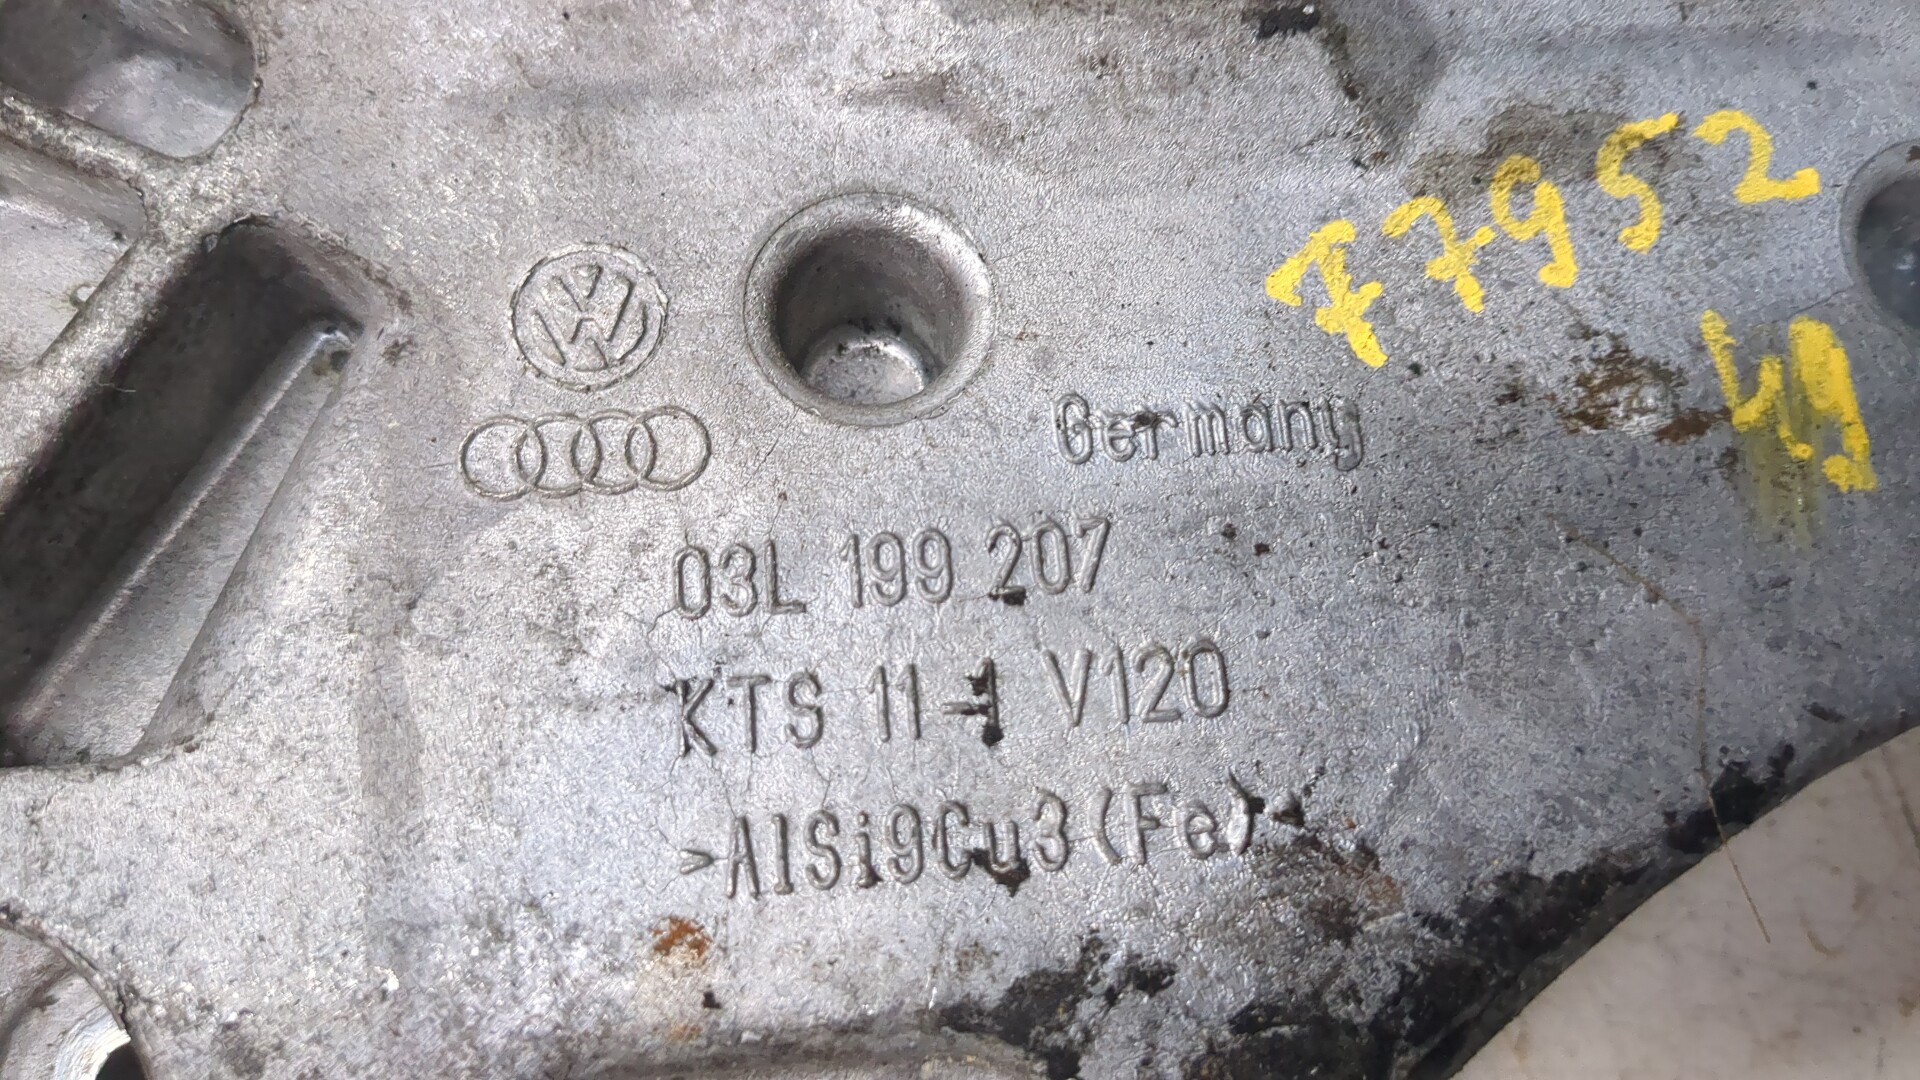 77952
49
Germany
03L 199 207
KTS 11-1 V120
>AlSi9Cu3(Fe)